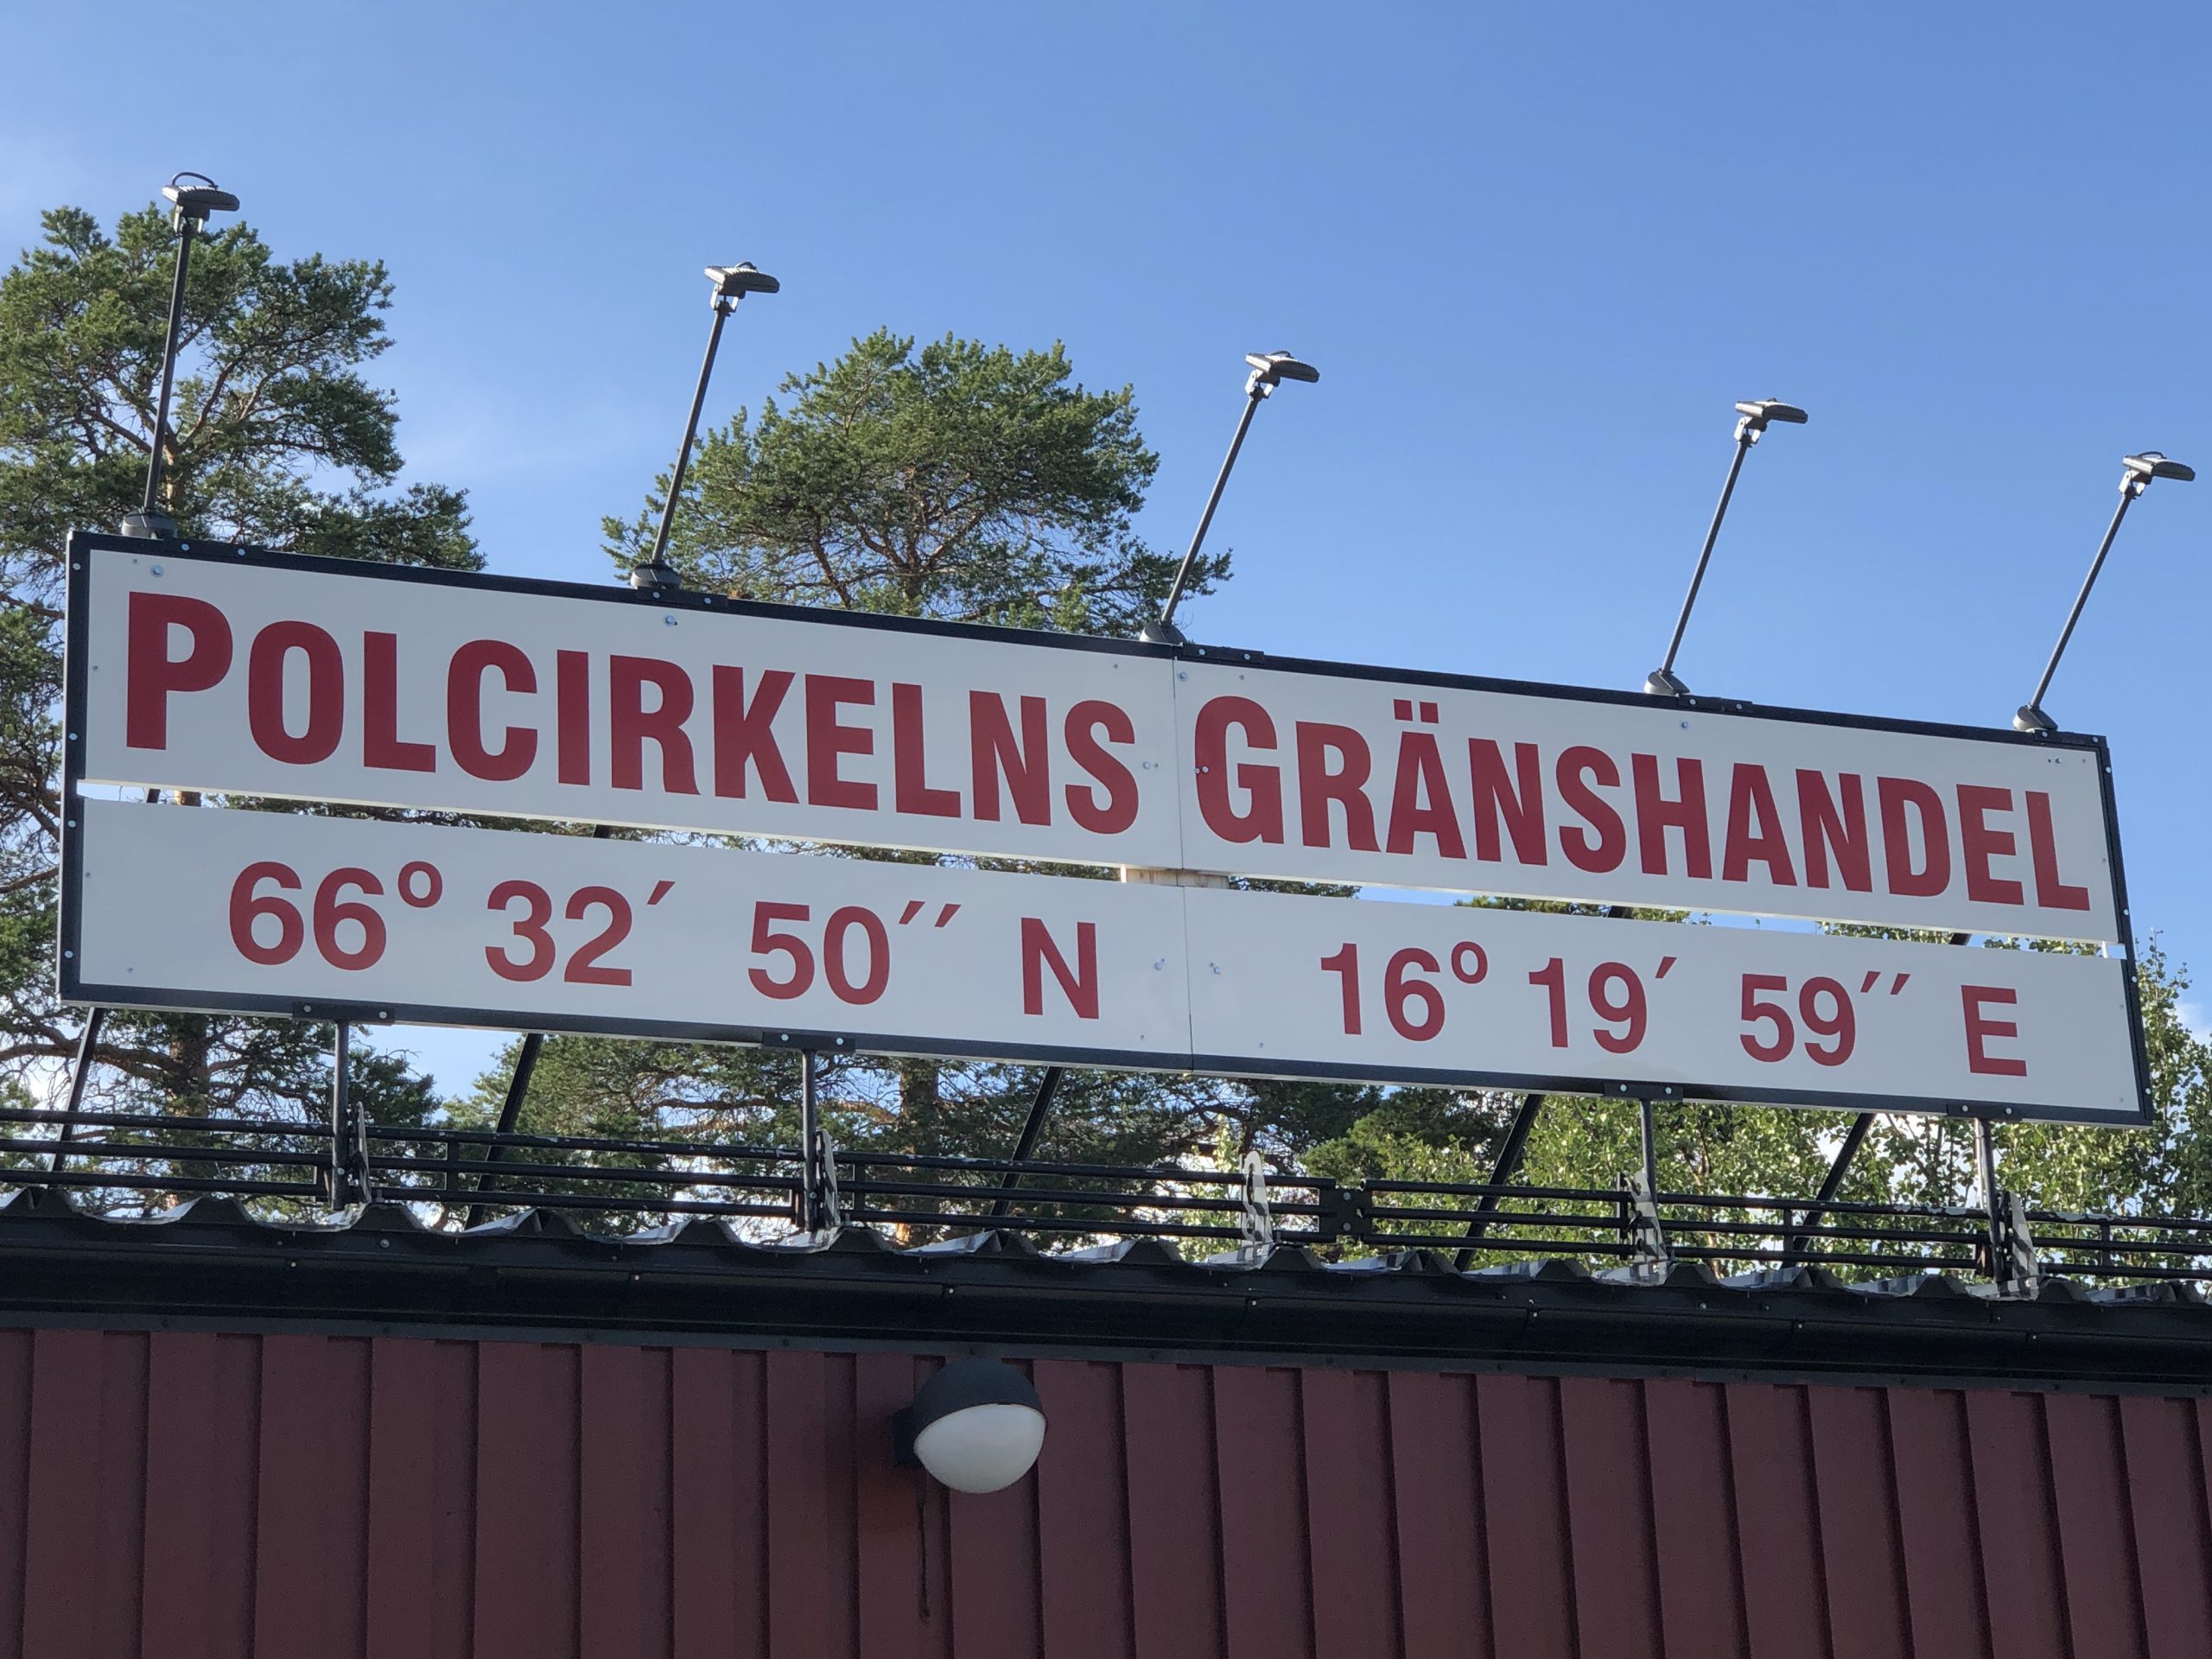 POLCIRKELNS GRÄNSHANDEL
66° 32′ 50′′ N 16° 19′ 59′′ E